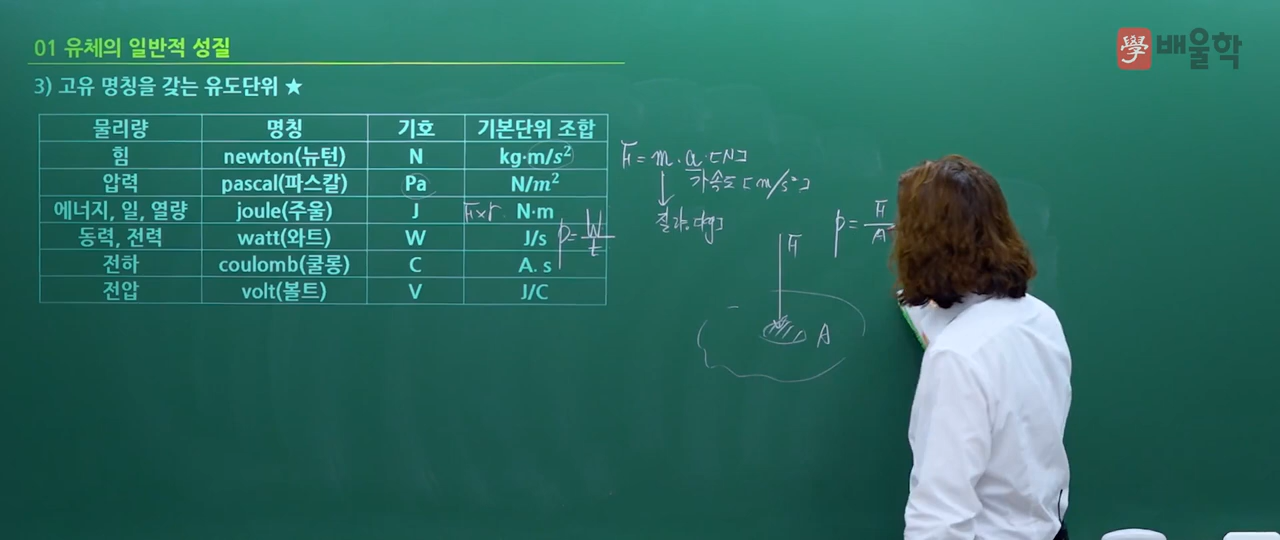 01 유체의 일반적 성질
學 배울학
3) 고유 명칭을 갖는 유도단위 ★
물리량 명칭 기호 기본단위 조합
힘 newton(뉴턴) N kg·m/s²
압력 pascal(파스칼) Pa N/m²
에너지, 일, 열량 joule(주울) J N·m
동력, 전력 watt(와트) W J/s
전하 coulomb(쿨롱) C A. s
전압 volt(볼트) V J/C
F = m · a · [N]
가속도 [m/s²]
F×r
P = W/t
P = F/A
F
A